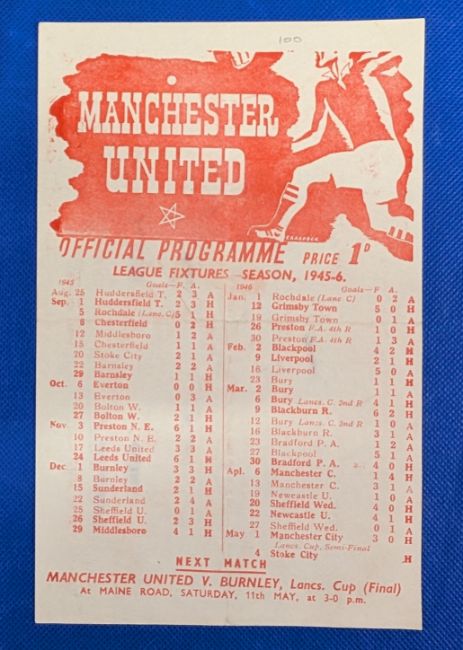 100
MANCHESTER
UNITED
OFFICIAL PROGRAMME PRICE 1D
LEAGUE FIXTURES - SEASON, 1945-6.
1945 Goals—F A.
Aug. 25 Huddersfield T. 2 3 A
Sep. 1 Huddersfield T. 2 3 H
5 Rochdale (Lanc. C) 5 1 H
8 Chesterfield 0 2 H
12 Middlesboro 1 2 A
15 Chesterfield 1 1 A
20 Stoke City 2 1 A
22 Barnsley 2 2 A
29 Barnsley 1 1 H
Oct. 6 Everton 0 0 H
13 Everton 0 3 A
20 Bolton W. 1 1 A
27 Bolton W. 2 1 H
Nov. 3 Preston N. E. 6 1 H
10 Preston N. E. 2 2 A
17 Leeds United 3 3 A
24 Leeds United 6 1 H
Dec. 1 Burnley 3 3 H
8 Burnley 2 2 A
15 Sunderland 2 1 H
22 Sunderland 2 4 A
25 Sheffield U. 0 1 A
26 Sheffield U. 2 3 H
29 Middlesboro 4 1 H
1946 Goals—F. A.
Jan. 1 Rochdale (Lane C) 0 2 A
12 Grimsby Town 5 0 H
19 Grimsby Town 0 1 A
26 Preston F.A. 4th R 1 0 H
30 Preston F.A. 4th R 1 3 A
Feb. 2 Blackpool 4 2 H
9 Liverpool 2 1 H
16 Liverpool 5 0 A
23 Bury 1 1 H
Mar. 2 Bury 1 1 A
6 Bury Lancs. C. 2nd R 4 1 H
9 Blackburn R. 6 2 H
12 Bury Lancs. C. 2nd R 1 0 A
16 Blackburn R. 3 1 A
23 Bradford P. A. 1 2 A
27 Blackpool 5 1 A
30 Bradford P. A. 4 0 H
Apl. 6 Manchester C. 1 4 H
13 Manchester C. 3 1 A
19 Newcastle U. 1 0 A
20 Sheffield Wed. 4 0 H
22 Newcastle U. 4 1 H
27 Sheffield Wed. 0 1 A
May 1 Manchester City 3 0 H
Lancs. Cup, Semi-Final
4 Stoke City H
NEXT MATCH
MANCHESTER UNITED V. BURNLEY, Lancs. Cup (Final)
At MAINE ROAD, SATURDAY, 11th MAY, at 3-0 p.m.